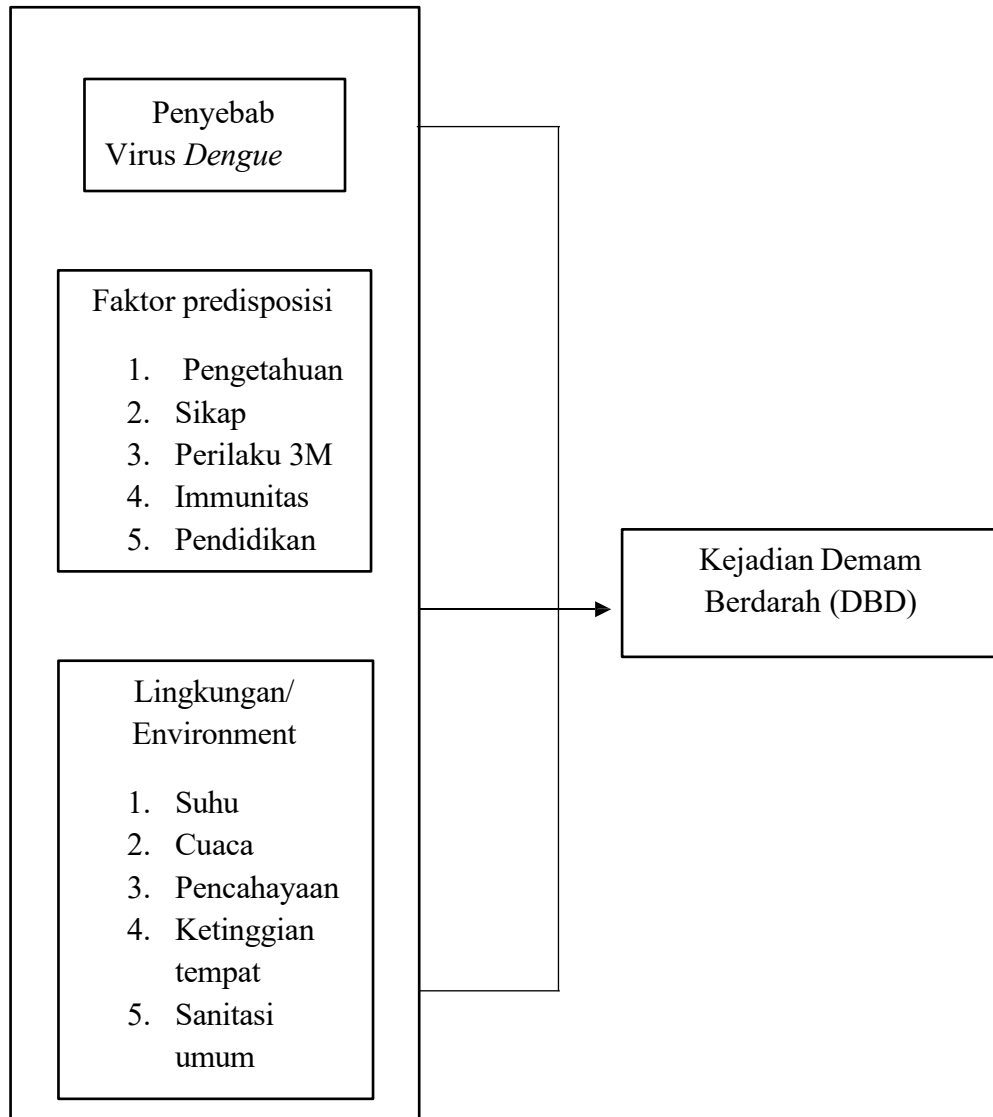 Penyebab
Virus Dengue
Faktor predisposisi
1. Pengetahuan
2. Sikap
3. Perilaku 3M
4. Immunitas
5. Pendidikan
Lingkungan/
Environment
1. Suhu
2. Cuaca
3. Pencahayaan
4. Ketinggian
tempat
5. Sanitasi
umum
Kejadian Demam
Berdarah (DBD)